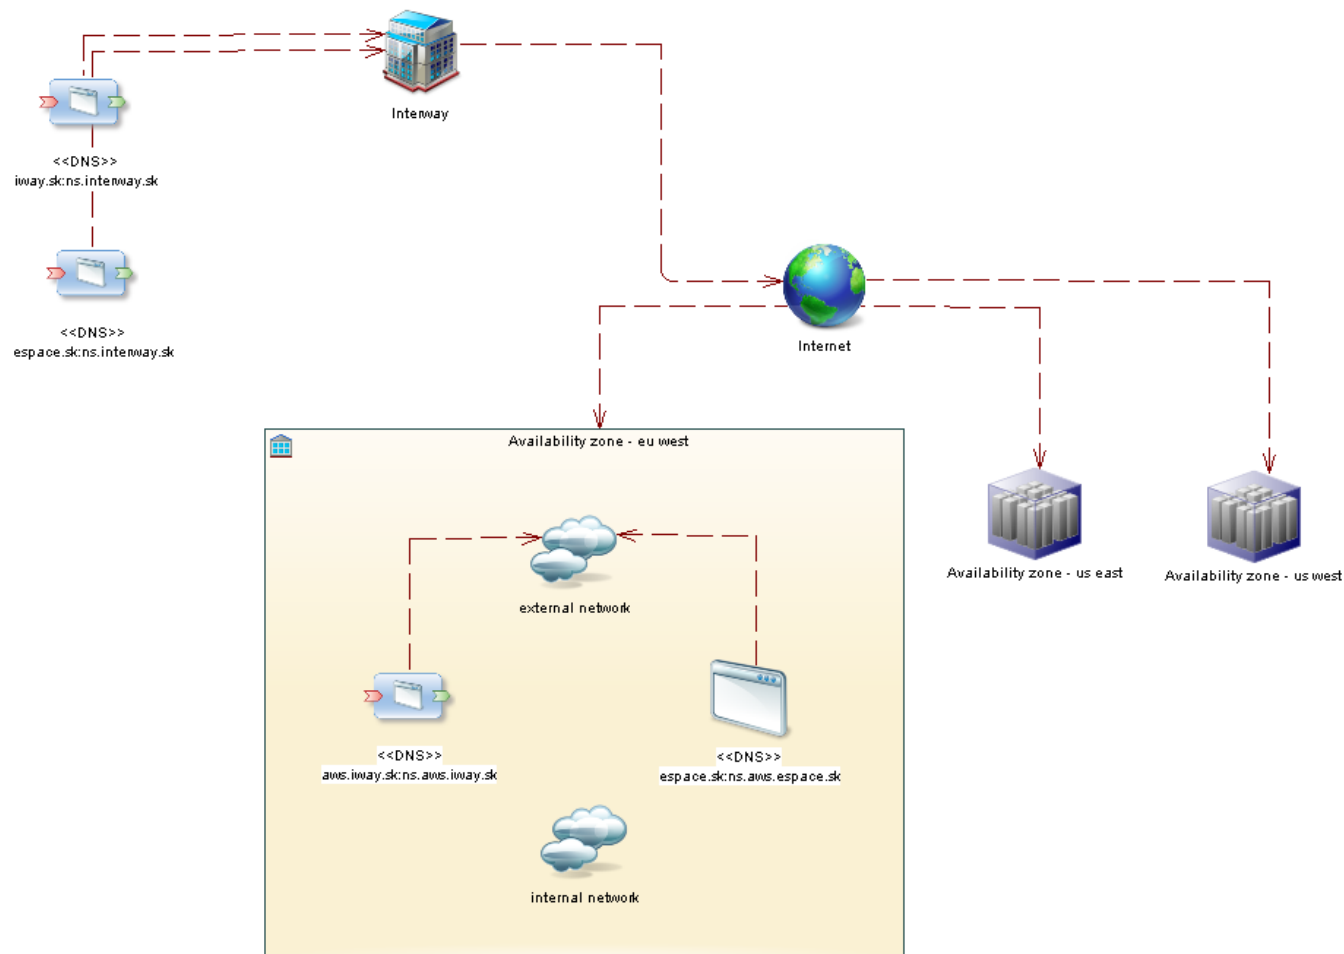 Interway
<<DNS>>
iway.sk:ns.interway.sk
<<DNS>>
espace.sk:ns.interway.sk
Internet
Availability zone - eu west
Availability zone - us east
Availability zone - us west
external network
<<DNS>>
aws.iway.sk:ns.aws.iway.sk
<<DNS>>
espace.sk:ns.aws.espace.sk
internal network